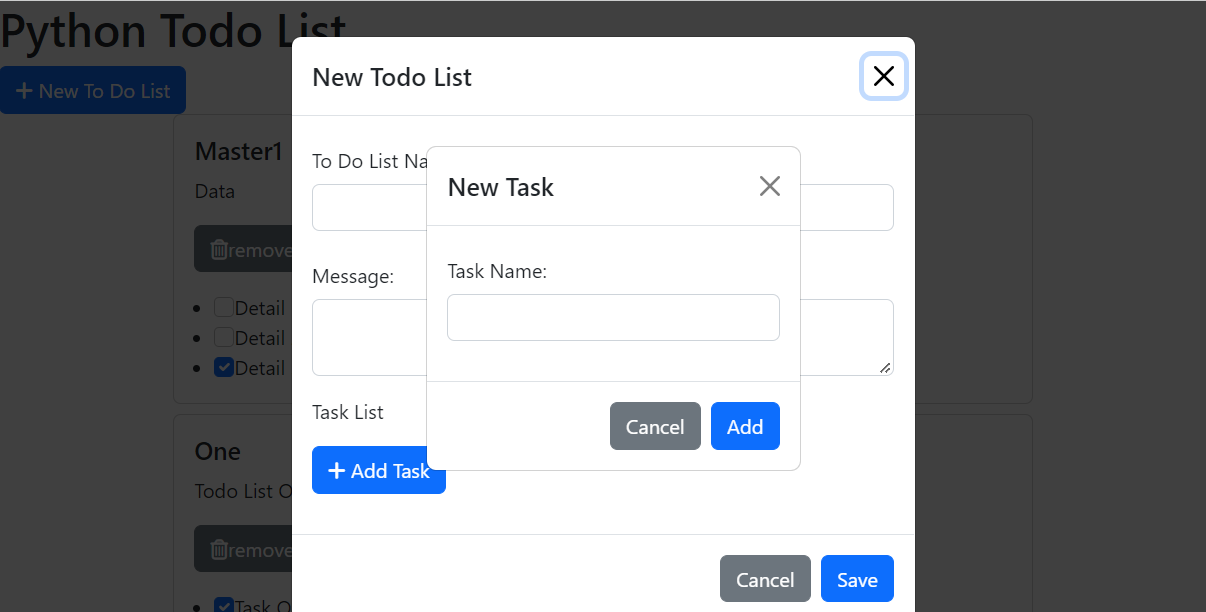 Python Todo List
New To Do List
New Todo List
Master1
Data
remove
Detail
Detail
Detail
One
Todo List O
remove
Task O
To Do List Na
Message:
Task List
Add Task
New Task
Task Name:
Cancel
Add
Cancel
Save